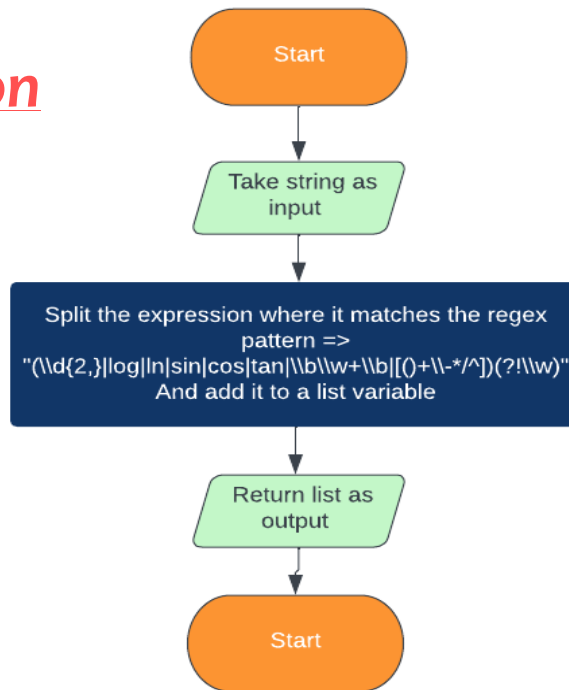 Start
on
Take string as
input
Split the expression where it matches the regex
pattern =>
"(\\d{2,}|log|ln|sin|cos|tan|\\b\\w+\\b|[()+\\-*/^])(?!\\w)"
And add it to a list variable
Return list as
output
Start